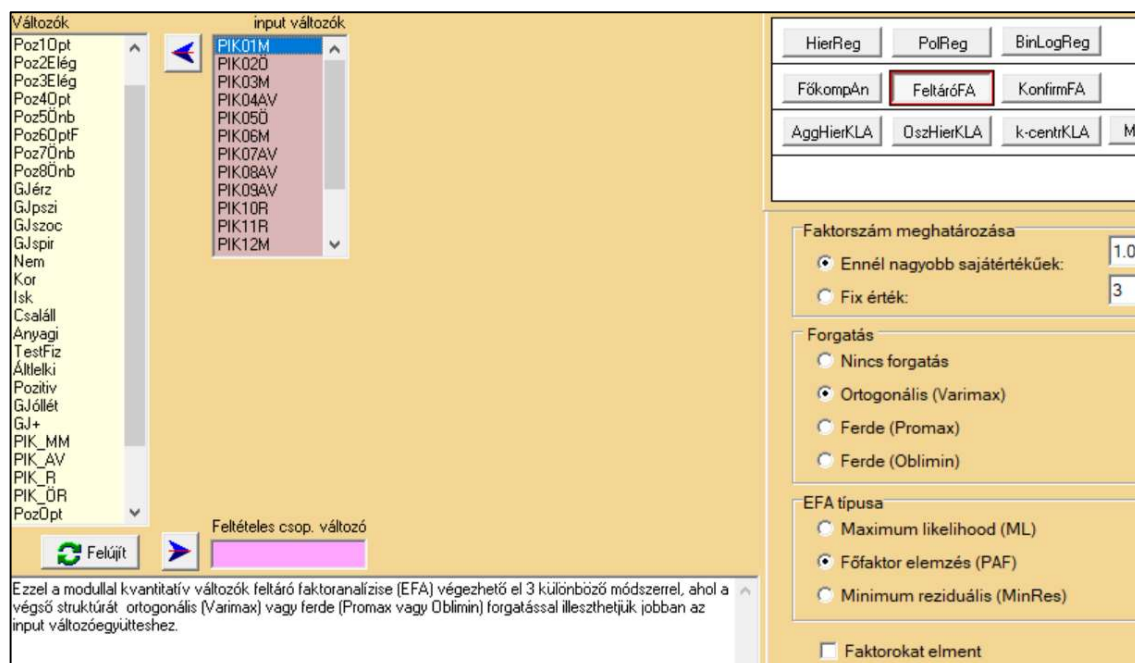 Változók
Poz1Opt
Poz2Elég
Poz3Elég
Poz4Opt
Poz5Önb
Poz6OptF
Poz7Önb
Poz8Önb
GJérz
GJpszi
GJszoc
GJspir
Nem
Kor
Isk
Családll
Anyagi
TestFiz
Áltlelki
Pozitiv
GJóllét
GJ+
PIK_MM
PIK_AV
PIK_R
PIK_ÖR
PozOpt
Felújít
input változók
PIK01M
PIK02Ö
PIK03M
PIK04AV
PIK05Ö
PIK06M
PIK07AV
PIK08AV
PIK09AV
PIK10R
PIK11R
PIK12M
Feltételes csop. változó
Ezzel a modullal kvantitatív változók feltáró faktoranalízise (EFA) végezhető el 3 különböző módszerrel, ahol a
végső struktúrát ortogonális (Varimax) vagy ferde (Promax vagy Oblimin) forgatással illeszthetjük jobban az
input változóegyütteshez.
HierReg PolReg BinLogReg
FőkompAn FeltáróFA KonfirmFA
AggHierKLA OszHierKLA k-centrKLA M
Faktorszám meghatározása
Ennél nagyobb sajátértékűek: 1.0
Fix érték: 3
Forgatás
Nincs forgatás
Ortogonális (Varimax)
Ferde (Promax)
Ferde (Oblimin)
EFA típusa
Maximum likelihood (ML)
Főfaktor elemzés (PAF)
Minimum reziduális (MinRes)
Faktorokat elment